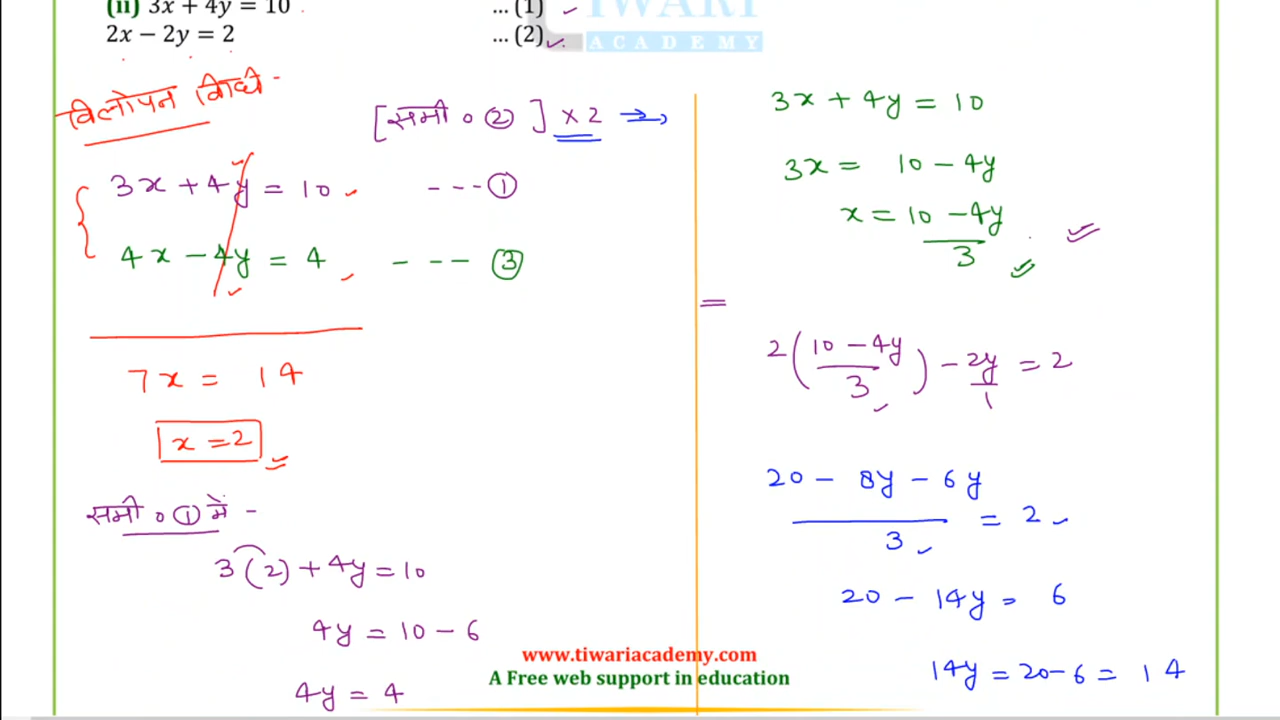 (ii) 3x + 4y = 10 ... (1)
2x − 2y = 2 ... (2)
TIWARI
ACADEMY
विलोपन विधी -
[समी० ②] × 2 →
3x + 4y = 10 --- ①
4x − 4y = 4 --- ③
7x = 14
x = 2
समी० ① में -
3(2) + 4y = 10
4y = 10 − 6
4y = 4
3x + 4y = 10
3x = 10 − 4y
x = 10 − 4y
3
=
2(10 − 4y / 3) − 2y / 1 = 2
20 − 8y − 6y
3
= 2
20 − 14y = 6
14y = 20 − 6 = 14
www.tiwariacademy.com
A Free web support in education